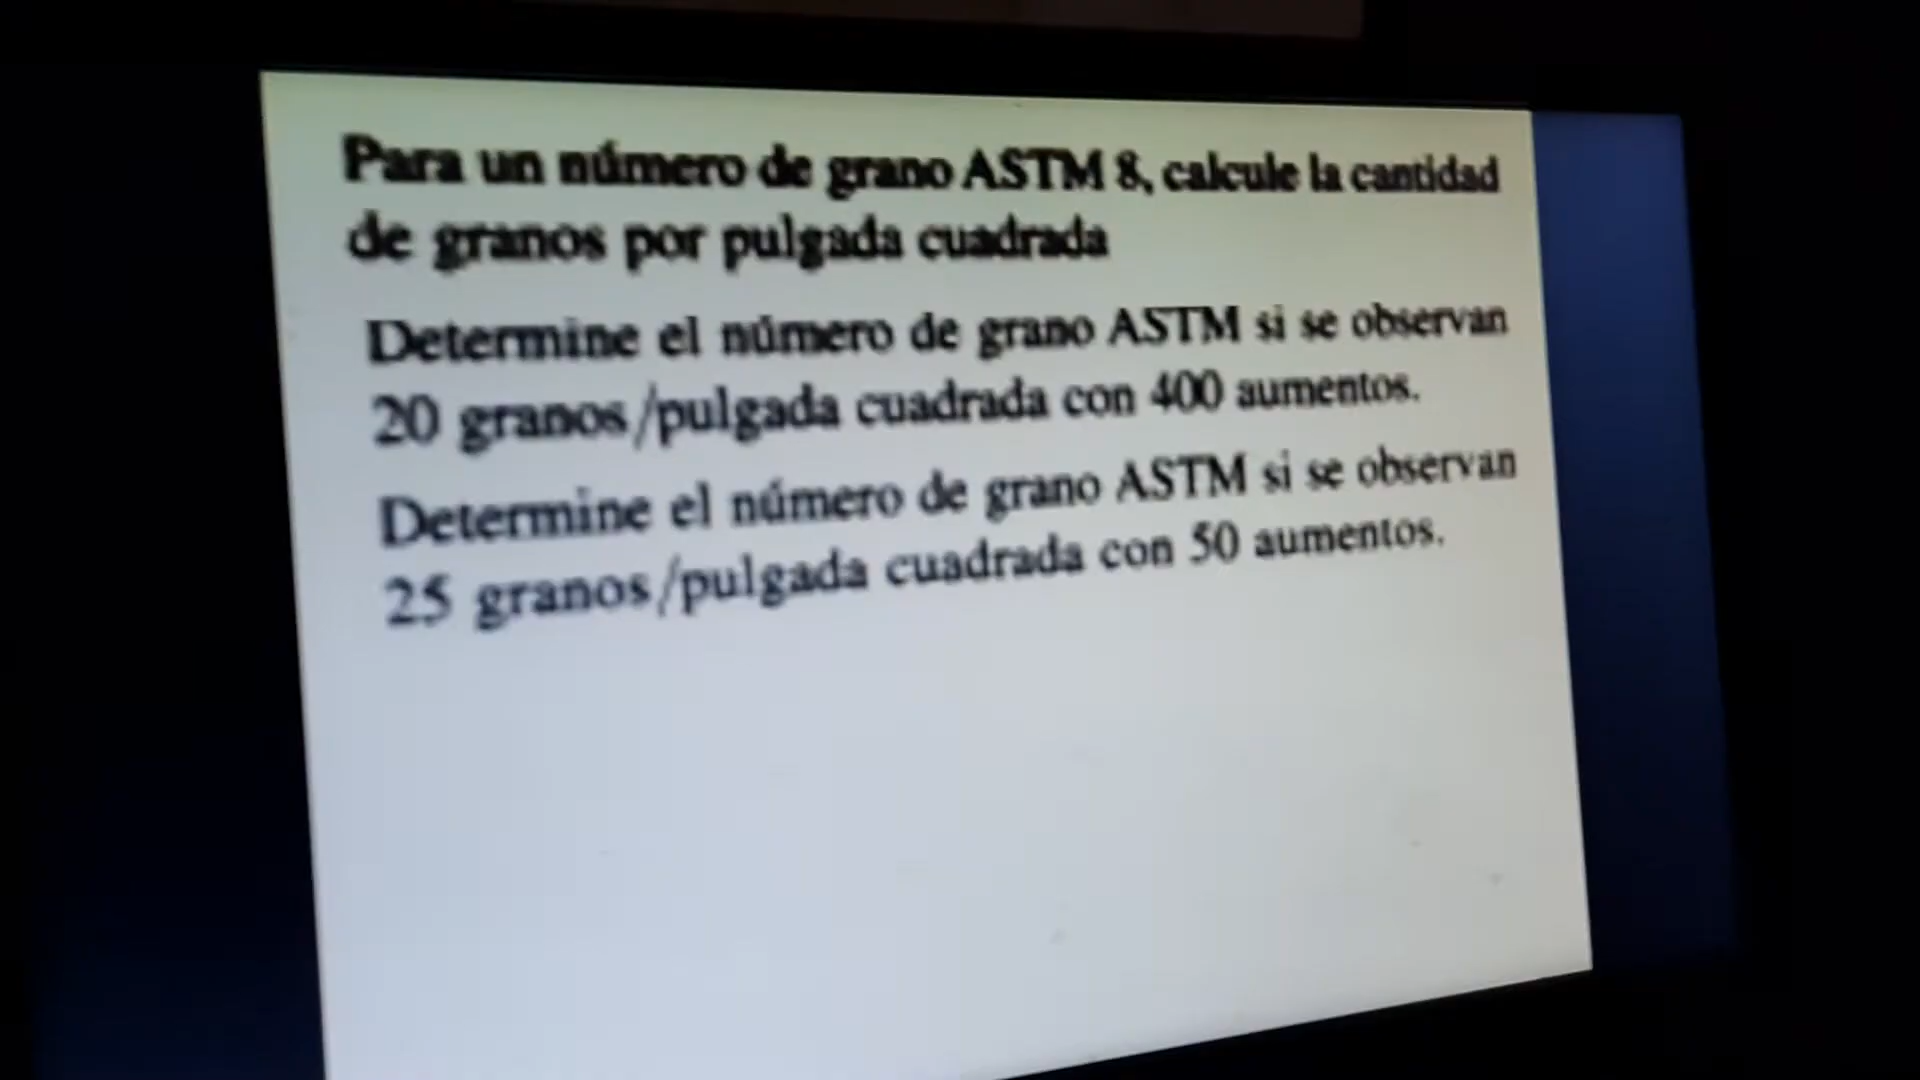 Para un número de grano ASTM 8, calcule la cantidad
de granos por pulgada cuadrada
Determine el número de grano ASTM si se observan
20 granos/pulgada cuadrada con 400 aumentos.
Determine el número de grano ASTM si se observan
25 granos/pulgada cuadrada con 50 aumentos.